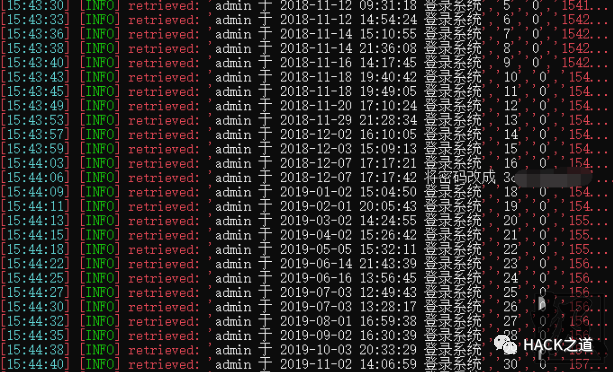 [15:43:30] [INFO] retrieved: 'admin 于 2018-11-12 09:31:18 登录系统','5','0','1541...
[15:43:33] [INFO] retrieved: 'admin 于 2018-11-12 14:54:24 登录系统','6','0','1542...
[15:43:35] [INFO] retrieved: 'admin 于 2018-11-14 15:10:55 登录系统','7','0','1542...
[15:43:38] [INFO] retrieved: 'admin 于 2018-11-14 21:36:08 登录系统','8','0','1542...
[15:43:40] [INFO] retrieved: 'admin 于 2018-11-16 14:17:45 登录系统','9','0','1542...
[15:43:43] [INFO] retrieved: 'admin 于 2018-11-18 19:40:42 登录系统','10','0','154...
[15:43:45] [INFO] retrieved: 'admin 于 2018-11-18 19:49:05 登录系统','11','0','154...
[15:43:49] [INFO] retrieved: 'admin 于 2018-11-20 17:10:24 登录系统','12','0','154...
[15:43:53] [INFO] retrieved: 'admin 于 2018-11-29 21:28:34 登录系统','13','0','154...
[15:43:57] [INFO] retrieved: 'admin 于 2018-12-02 16:10:05 登录系统','14','0','154...
[15:43:59] [INFO] retrieved: 'admin 于 2018-12-03 15:09:13 登录系统','15','0','154...
[15:44:03] [INFO] retrieved: 'admin 于 2018-12-07 17:17:21 登录系统','16','0','154...
[15:44:06] [INFO] retrieved: 'admin 于 2018-12-07 17:17:42 将密码改成 3c
[15:44:09] [INFO] retrieved: 'admin 于 2019-01-02 15:04:50 登录系统','18','0','154...
[15:44:11] [INFO] retrieved: 'admin 于 2019-02-01 20:05:43 登录系统','19','0','154...
[15:44:13] [INFO] retrieved: 'admin 于 2019-03-02 14:24:55 登录系统','20','0','155...
[15:44:15] [INFO] retrieved: 'admin 于 2019-04-02 15:26:42 登录系统','21','0','155...
[15:44:18] [INFO] retrieved: 'admin 于 2019-05-05 15:32:11 登录系统','22','0','155...
[15:44:22] [INFO] retrieved: 'admin 于 2019-06-14 21:43:39 登录系统','23','0','156...
[15:44:25] [INFO] retrieved: 'admin 于 2019-06-16 13:56:45 登录系统','24','0','156...
[15:44:27] [INFO] retrieved: 'admin 于 2019-07-03 12:49:43 登录系统','25','0','156...
[15:44:30] [INFO] retrieved: 'admin 于 2019-07-03 13:28:17 登录系统','26
[15:44:32] [INFO] retrieved: 'admin 于 2019-08-01 16:59:38 登录系统','27','0','156...
[15:44:35] [INFO] retrieved: 'admin 于 2019-09-02 16:30:39 登录系统
[15:44:38] [INFO] retrieved: 'admin 于 2019-10-03 20:33:29 登录系统
[15:44:40] [INFO] retrieved: 'admin 于 2019-11-02 14:06:59 登录系统','30','0','157...
HACK之道